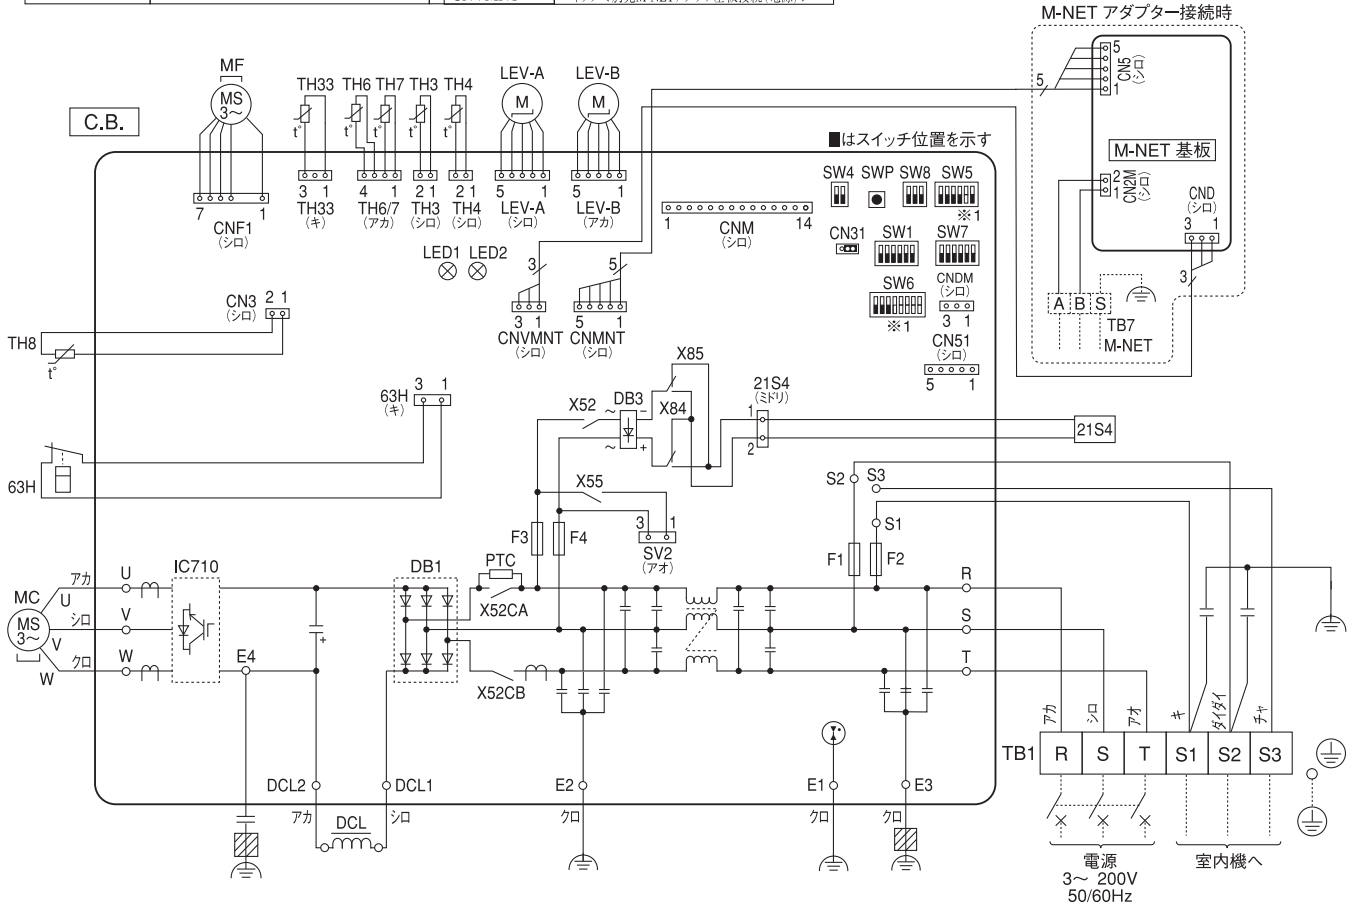 M-NET アダプター接続時
MF
MS
3～
C.B.
TH33 TH6 TH7 TH3 TH4
t°
t°
t°
t°
t°
LEV-A
M
LEV-B
M
7 1
CNF1
(シロ)
3 1
TH33
(キ)
4 1
TH6/7
(アカ)
2 1
TH3
(シロ)
2 1
TH4
(シロ)
5 1
LEV-A
(シロ)
5 1
LEV-B
(アカ)
1 14
CNM
(シロ)
■はスイッチ位置を示す
SW4 SWP SW8 SW5
※1
CN31 SW1 SW7
SW6
※1
CNDM
(シロ)
3 1
CN51
(シロ)
5 1
5
5
1
CN5
(シロ)
M-NET 基板
2
1
CN2M
(シロ)
CND
(シロ)
3 1
3
A B S
TB7
M-NET
LED1 LED2
3
3 1
CNVMNT
(シロ)
5
5 1
CNMNT
(シロ)
CN3
(シロ)
2 1
TH8
t°
63H
(キ)
3 1
63H
X52
DB3
～ －
～ ＋
X85
X84
21S4
(ミドリ)
1
2
21S4
X55
F3 F4
3 1
SV2
(アオ)
S2 S3
S1
F1 F2
MC
MS
3～
アカ
U
シロ
V
クロ
W
U
V
W
IC710
E4
+
DB1
PTC
X52CA
X52CB
R
S
T
DCL2
DCL1
アカ
DCL
シロ
E2
クロ
E1
クロ
E3
クロ
アカ
シロ
アオ
キ
ダイダイ
チャ
TB1 R S T S1 S2 S3
電源
3～ 200V
50/60Hz
室内機へ